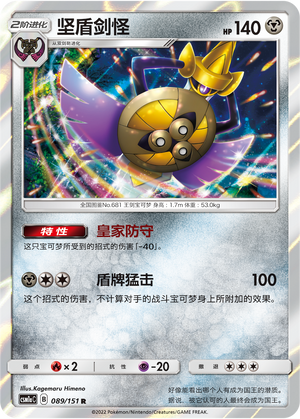 2阶进化
坚盾剑怪
HP 140
从双剑鞘进化
全国图鉴No.681 王剑宝可梦 身高：1.7m 体重：53.0kg
特性 皇家防守
这只宝可梦所受到的招式的伤害「-40」。
盾牌猛击 100
这个招式的伤害，不计算对手的战斗宝可梦身上所附加的效果。
Illus.Kagemaru Himeno
弱点 ×2 抗性 -20 撤退
csm1aC B 089/151 R
好像能看出哪个人有成为国王的潜质。
据说被它认可的人最终会成为国王。
©2022 Pokémon/Nintendo/Creatures/GAME FREAK.